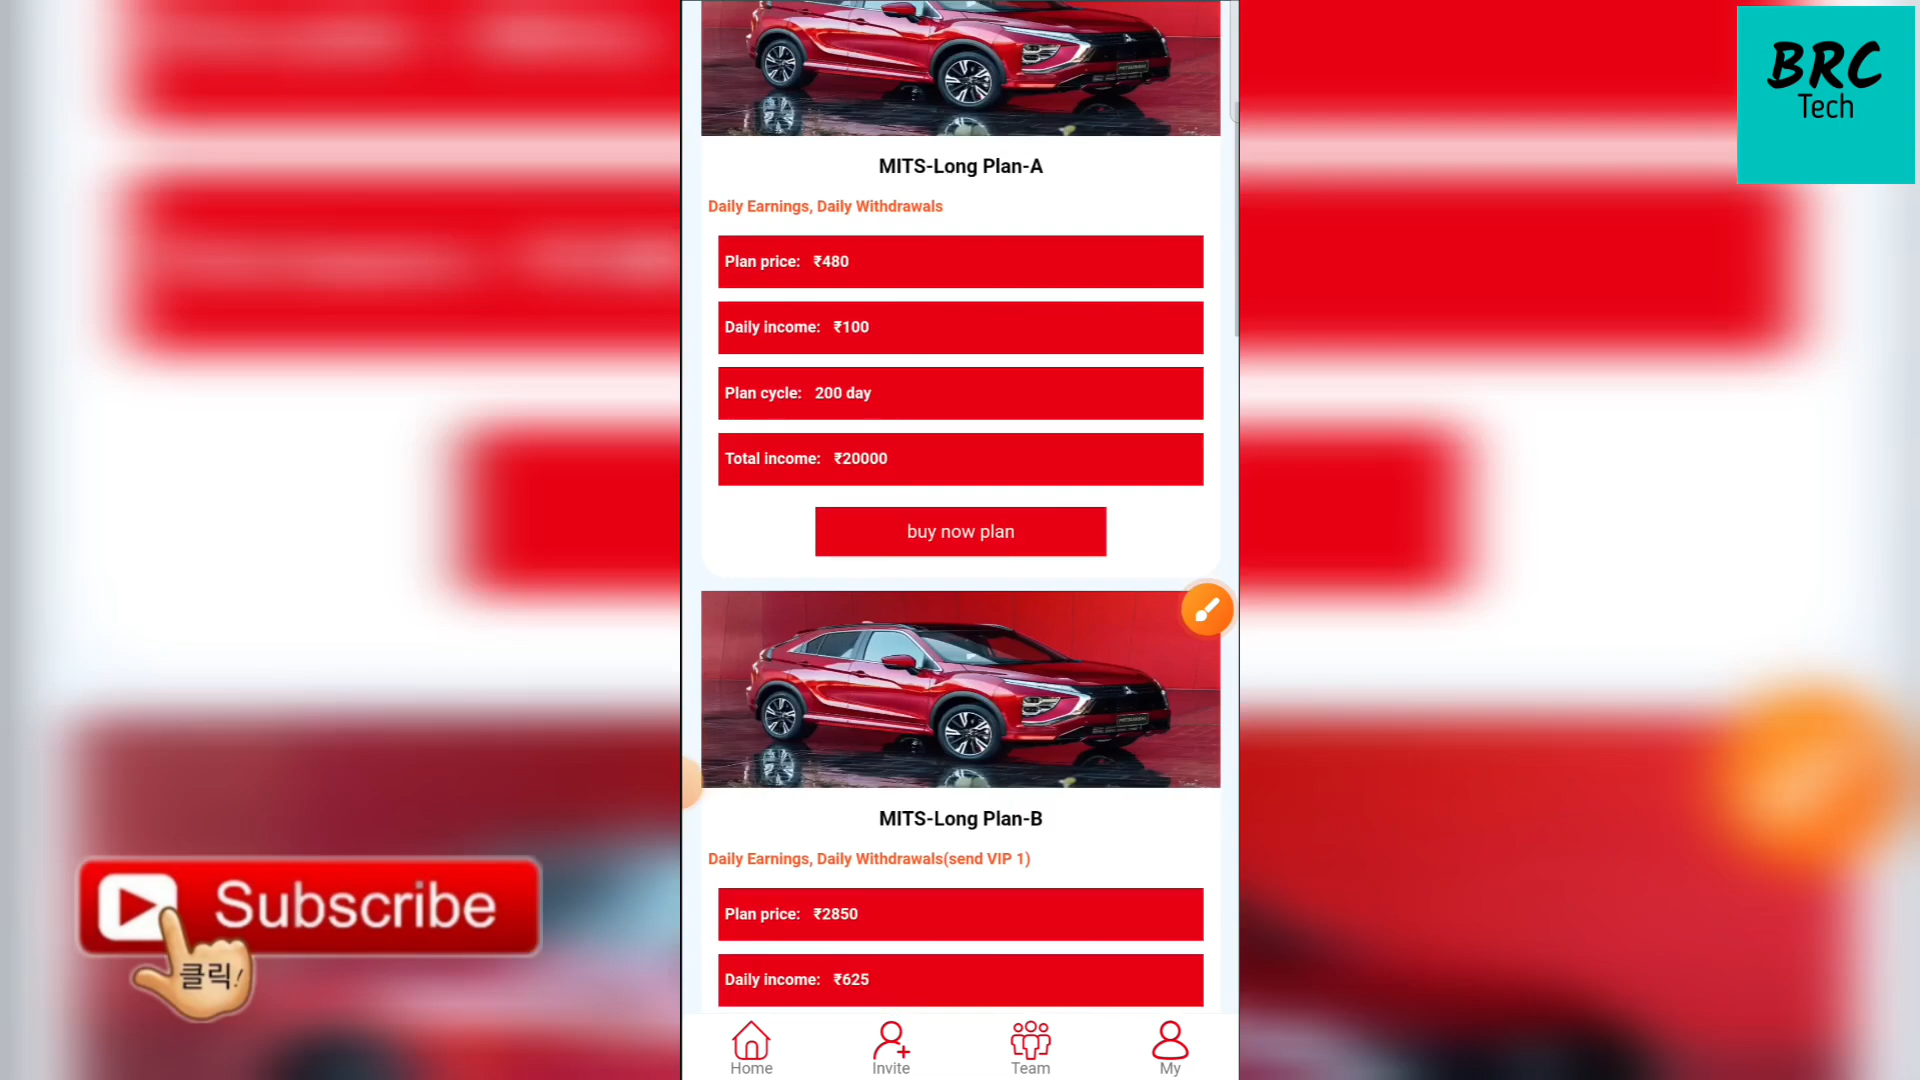 BRC
Tech
MITS-Long Plan-A
Daily Earnings, Daily Withdrawals
Plan price: ₹480
Daily income: ₹100
Plan cycle: 200 day
Total income: ₹20000
buy now plan
MITS-Long Plan-B
Daily Earnings, Daily Withdrawals(send VIP 1)
Plan price: ₹2850
Daily income: ₹625
Subscribe
클릭!
Home
Invite
Team
My